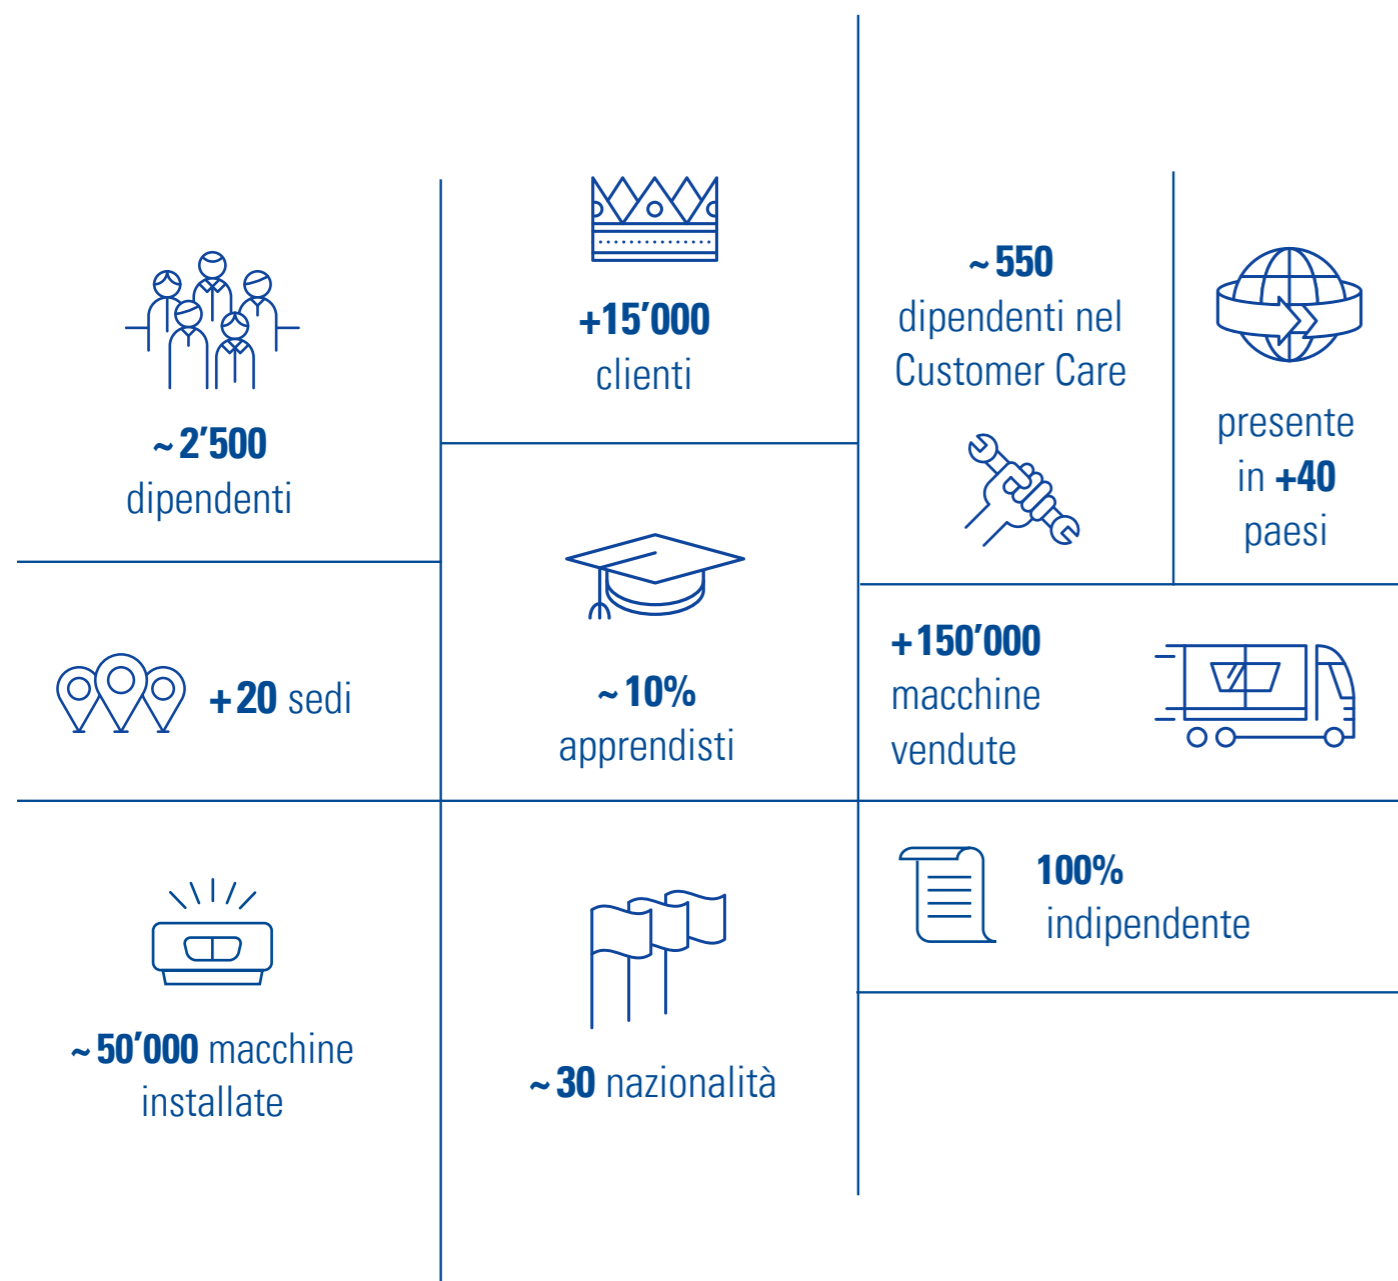 ~ 2’500
dipendenti
+15’000
clienti
~ 550
dipendenti nel
Customer Care
presente
in +40
paesi
+ 20 sedi
~ 10%
apprendisti
+ 150’000
macchine
vendute
~ 50’000 macchine
installate
~ 30 nazionalità
100%
indipendente